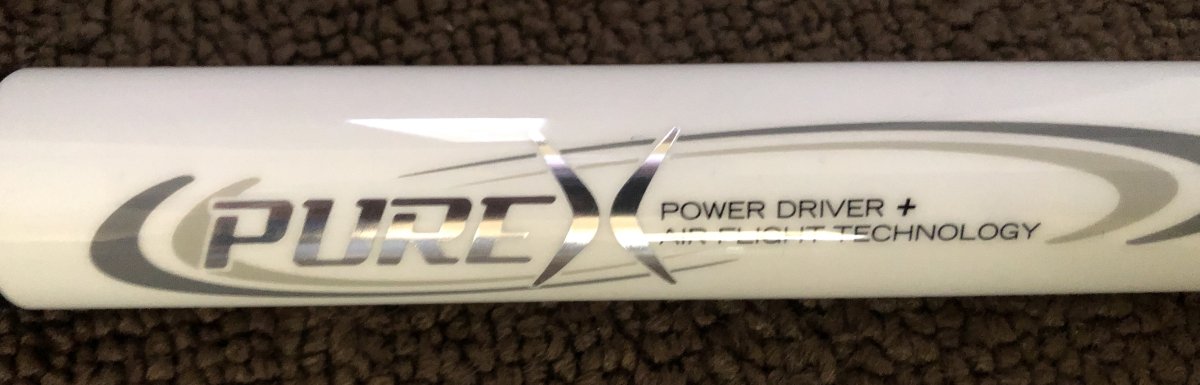 PUREX
POWER DRIVER +
AIR FLIGHT TECHNOLOGY